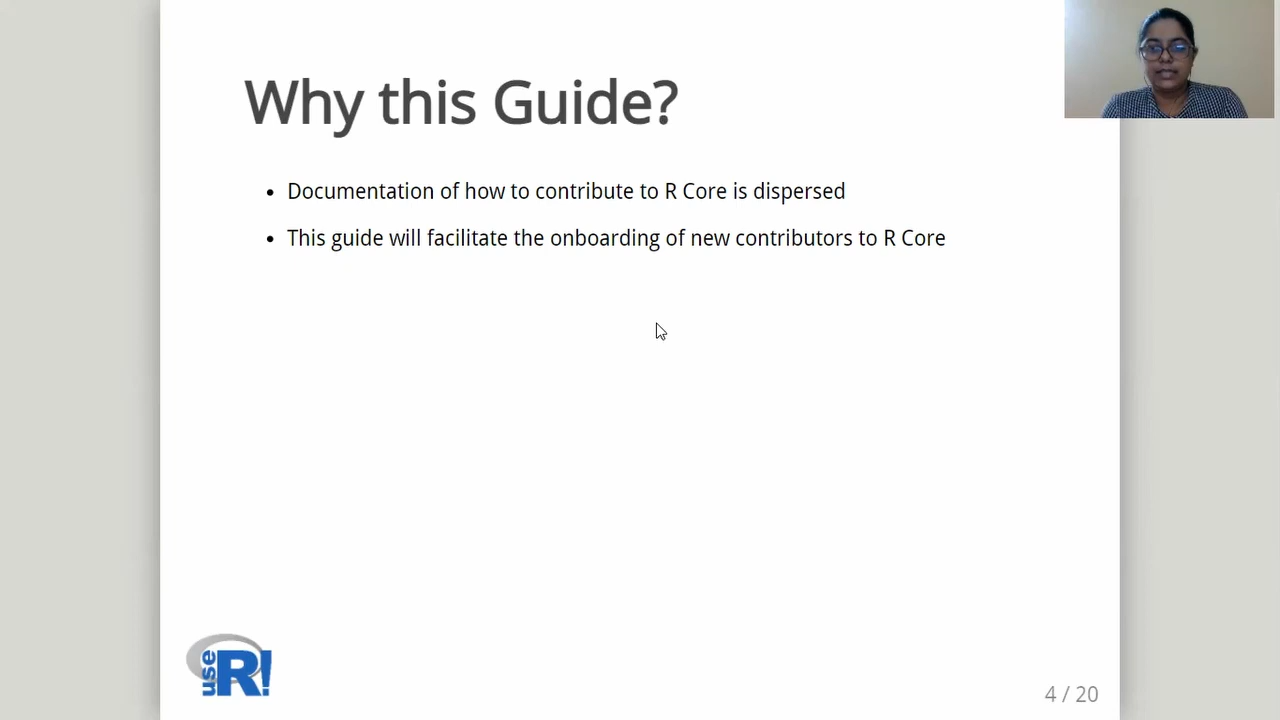 Why this Guide?
• Documentation of how to contribute to R Core is dispersed
• This guide will facilitate the onboarding of new contributors to R Core
use R!
4 / 20